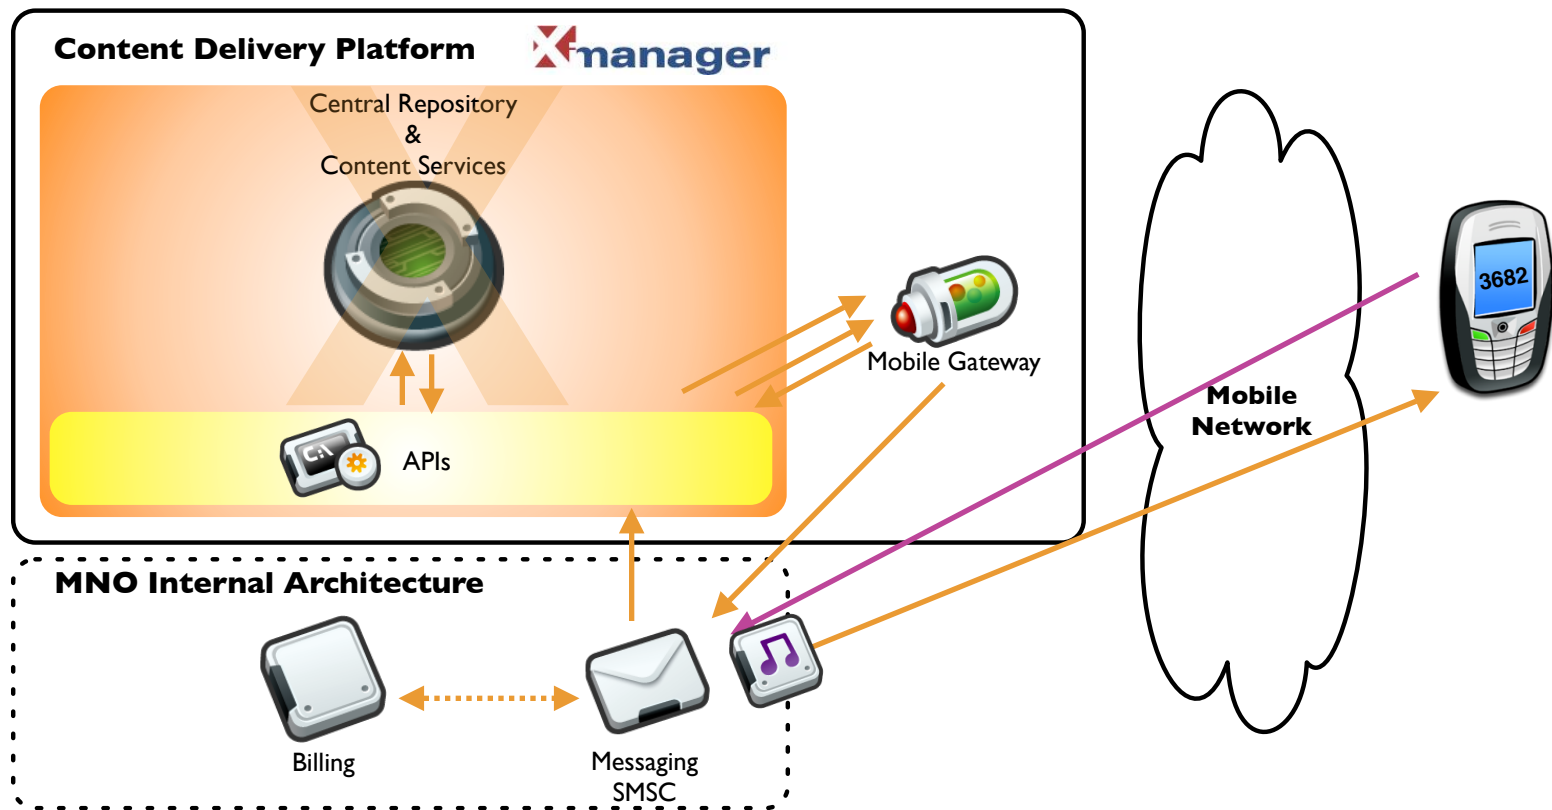 Content Delivery Platform
X manager
Central Repository
&
Content Services
Mobile Gateway
3682
Mobile
Network
C:\
APIs
MNO Internal Architecture
Billing
Messaging
SMSC